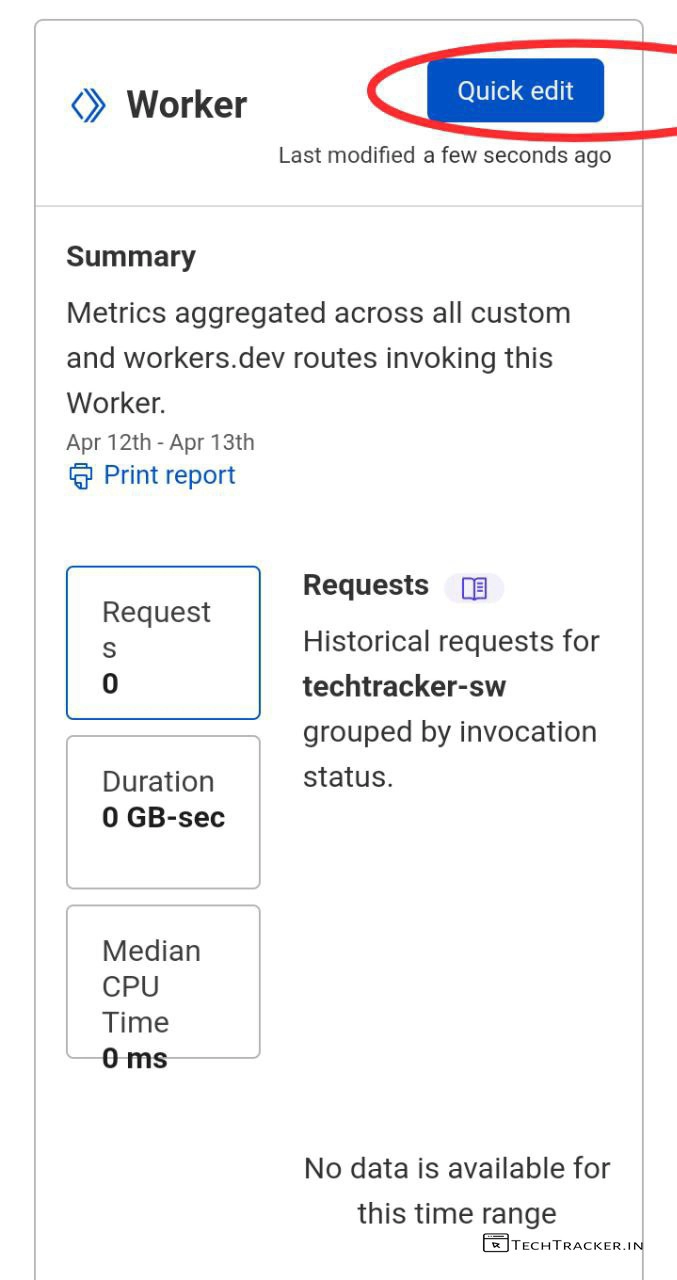 Worker
Quick edit
Last modified a few seconds ago
Summary
Metrics aggregated across all custom
and workers.dev routes invoking this
Worker.
Apr 12th - Apr 13th
Print report
Request
s
0
Duration
0 GB-sec
Median
CPU
Time
0 ms
Requests
Historical requests for
techtracker-sw
grouped by invocation
status.
No data is available for
this time range
TECHTRACKER.IN